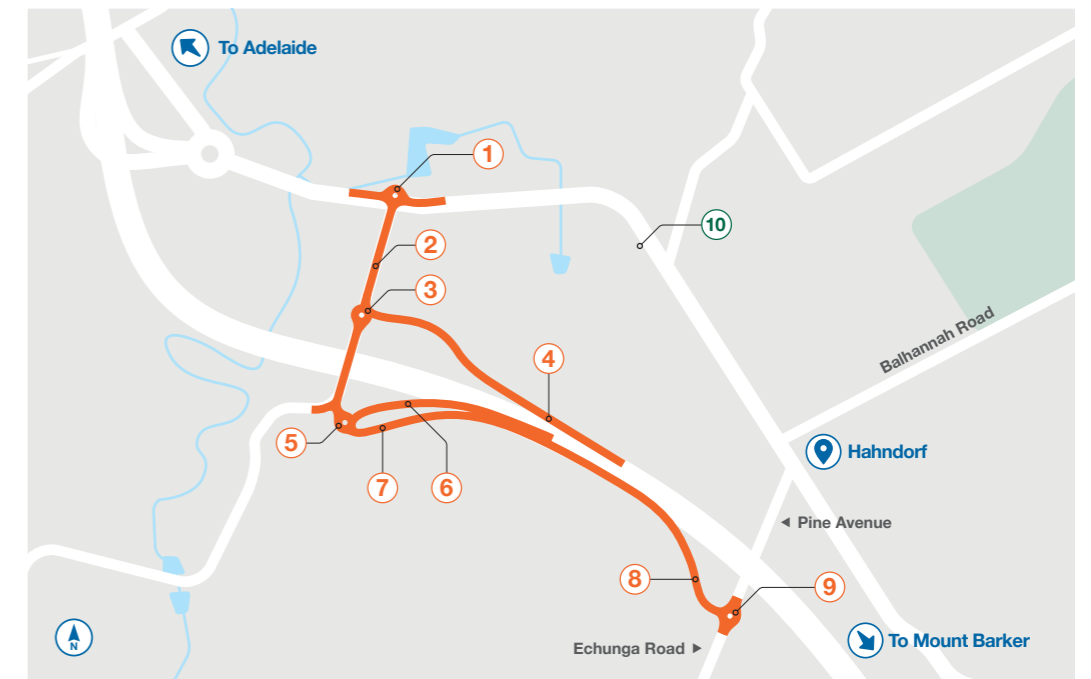 To Adelaide
1
10
2
3
Balhannah Road
4
5
Hahndorf
7
6
◄ Pine Avenue
8
9
Echunga Road ►
To Mount Barker
N